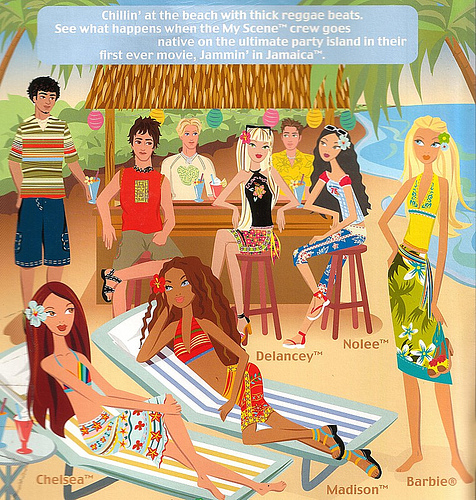 Chillin' at the beach with thick reggae beats.
See what happens when the My Scene™ crew goes
native on the ultimate party island in their
first ever movie, Jammin' in Jamaica™.
Delancey™
Nolee™
Chelsea™
Madison™
Barbie®